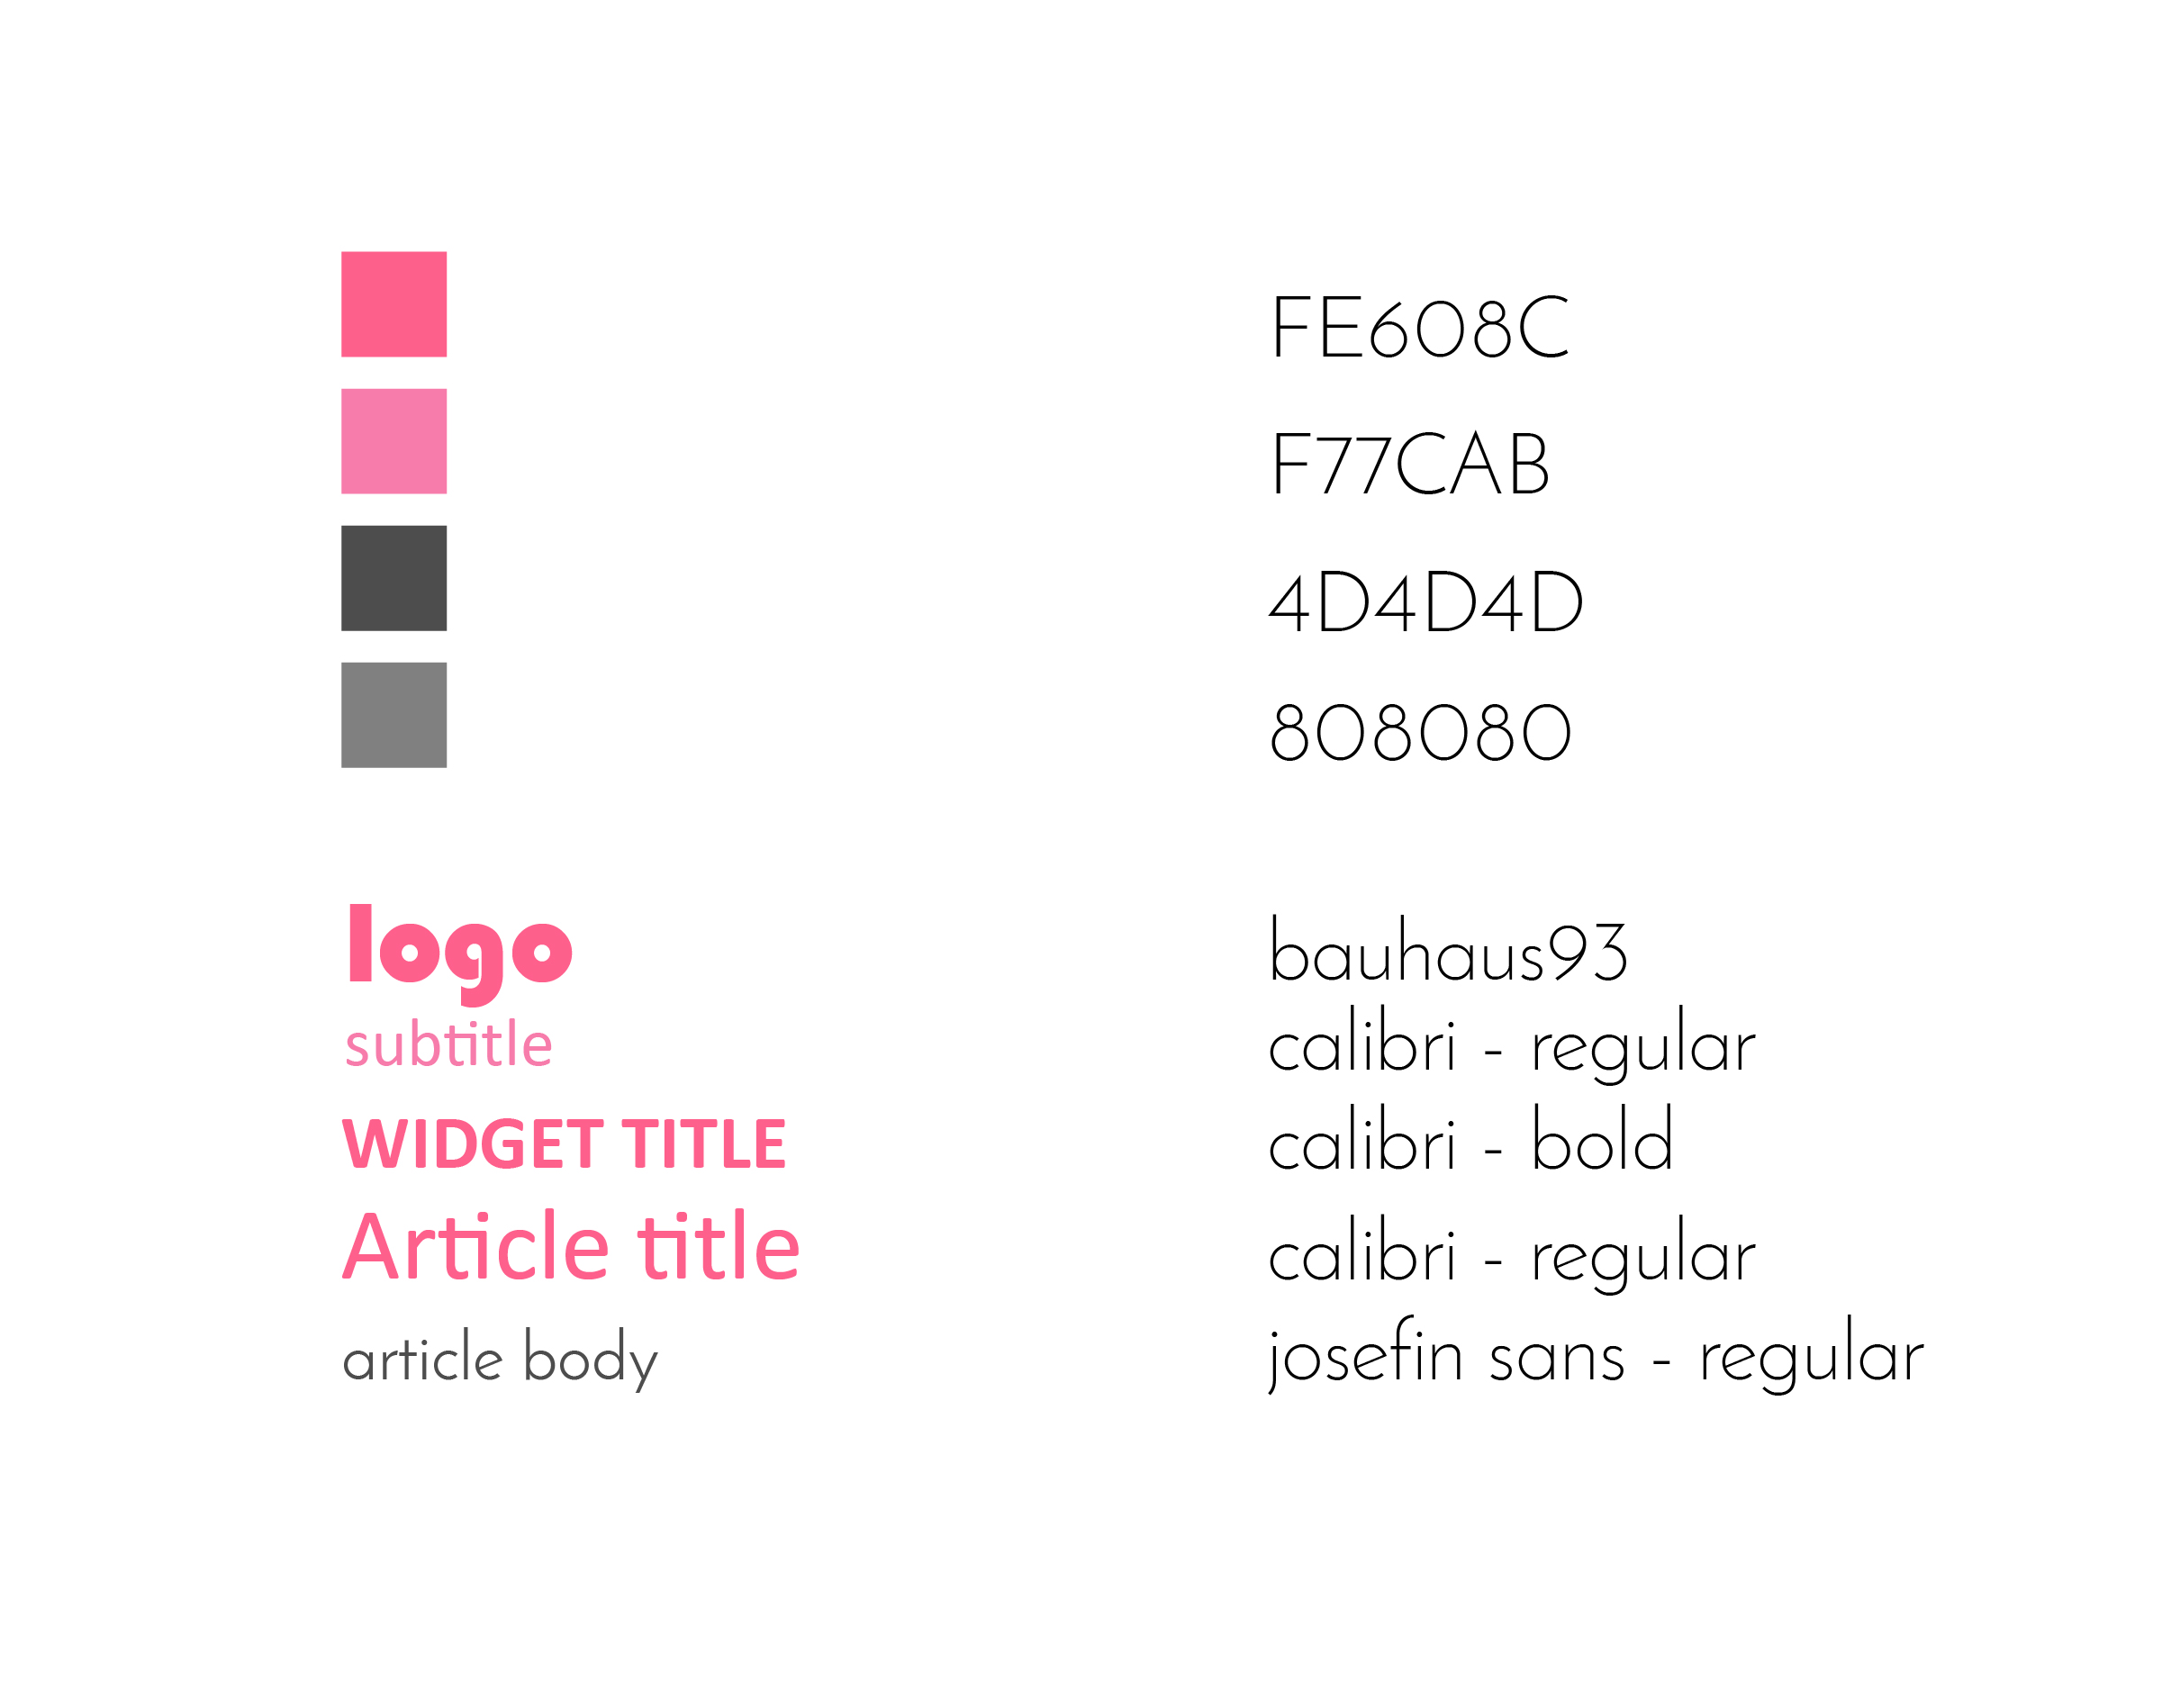 FE608C
F77CAB
4D4D4D
808080
logo bauhaus93
subtitle calibri - regular
WIDGET TITLE calibri - bold
Article title calibri - regular
article body josefin sans - regular